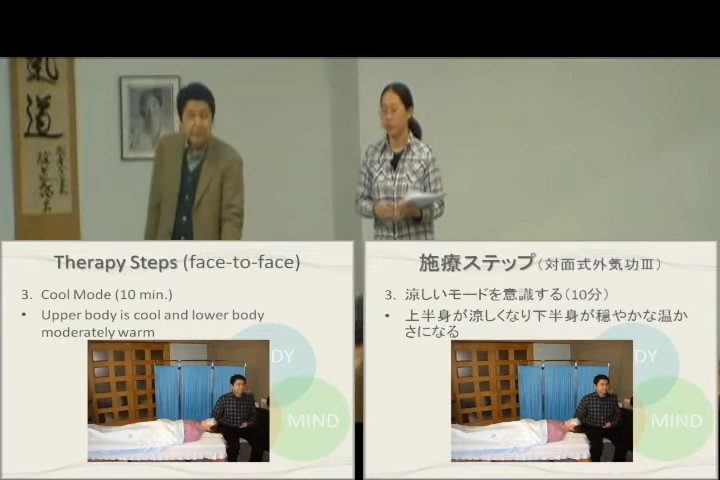 氣
道
Therapy Steps (face-to-face)
3. Cool Mode (10 min.)
• Upper body is cool and lower body
moderately warm
DY
MIND
施療ステップ(対面式外気功Ⅲ)
3. 涼しいモードを意識する(10分)
• 上半身が涼しくなり下半身が穏やかな温か
さになる
DY
MIND